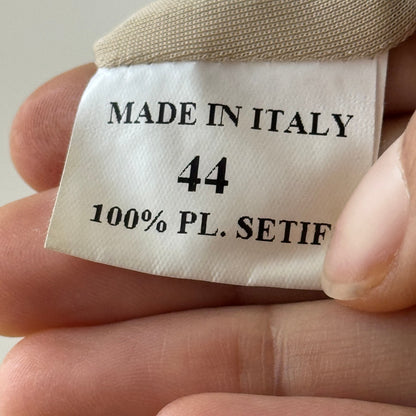 MADE IN ITALY
44
100% PL. SETIF